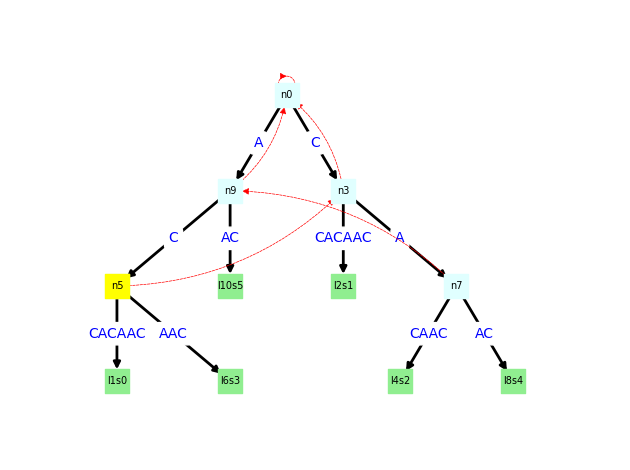 n0
A C
n9 n3
C AC CACAAC A
n5 l10s5 l2s1 n7
CACAAC AAC CAAC AC
l1s0 l6s3 l4s2 l8s4